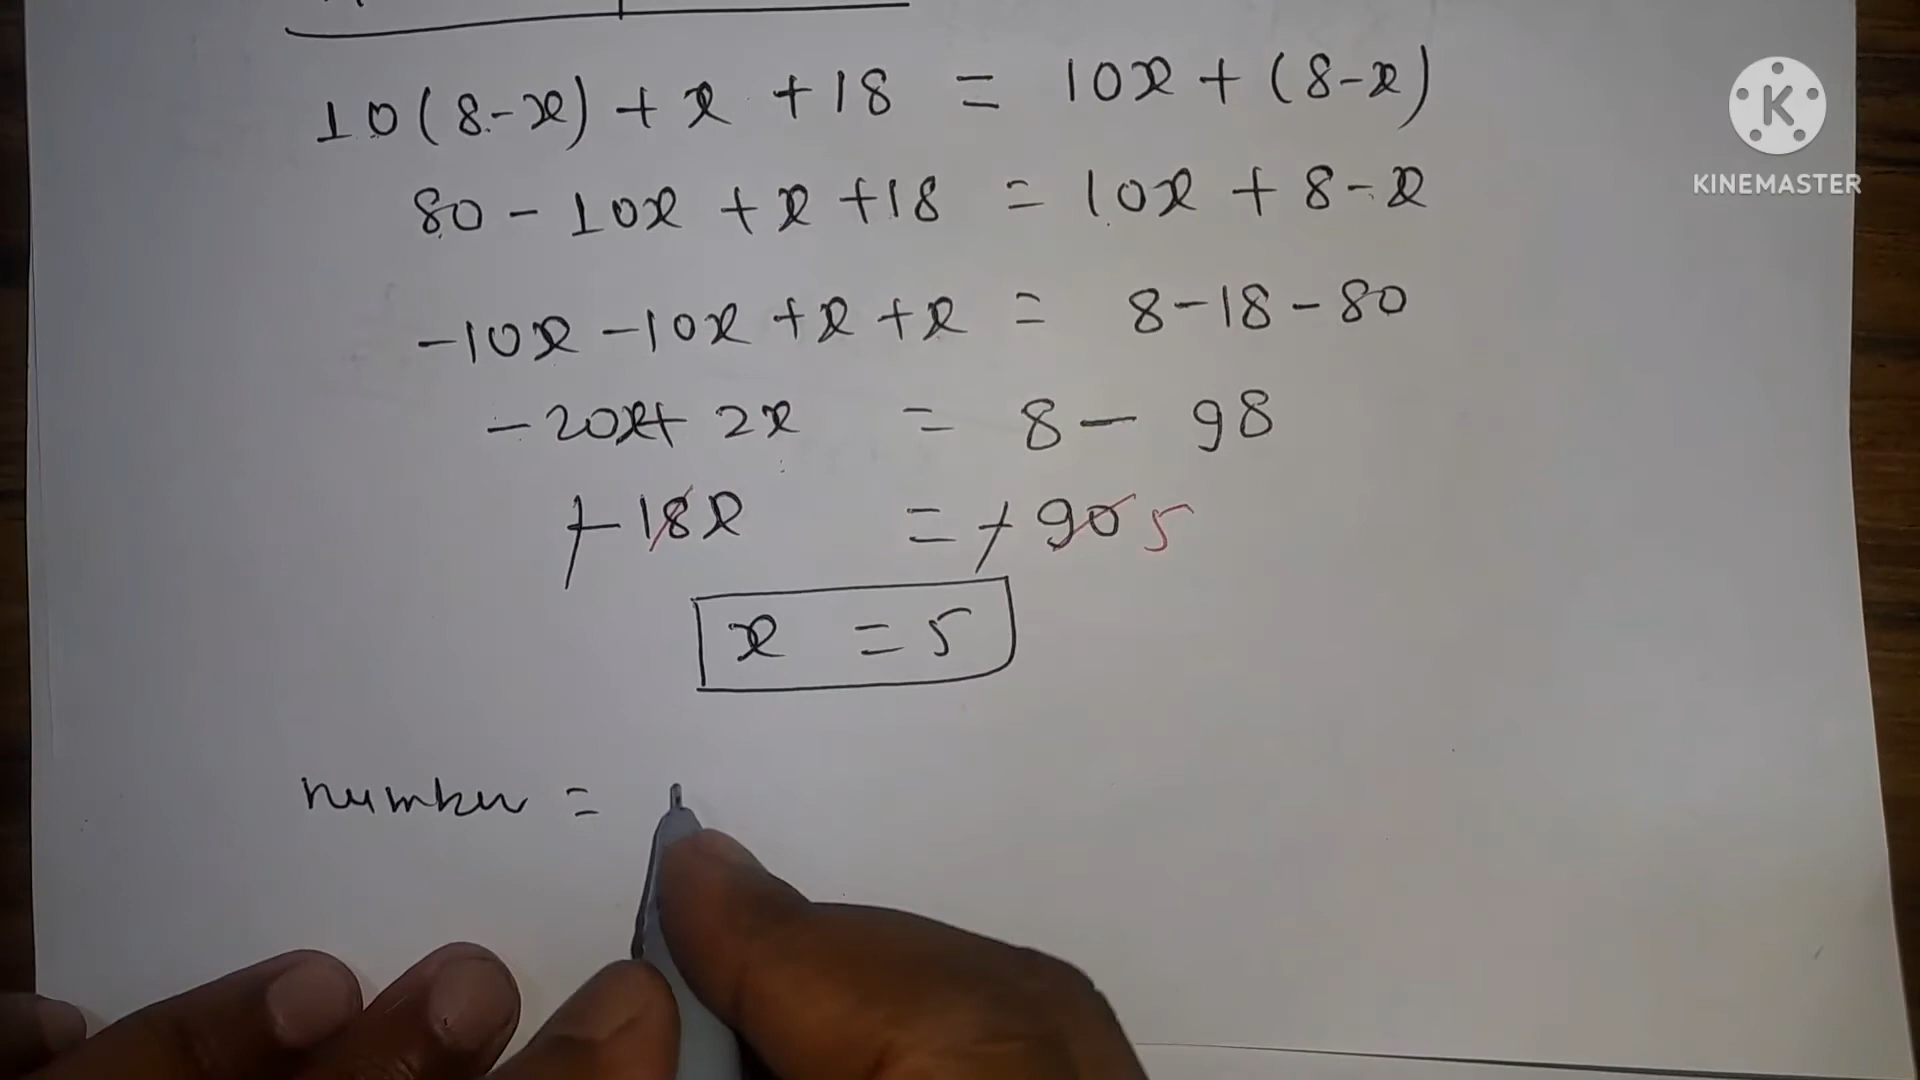 10(8-x) + x + 18 = 10x + (8-x)
80 - 10x + x + 18 = 10x + 8 - x
-10x - 10x + x + x = 8 - 18 - 80
-20x + 2x = 8 - 98
-18x = -90 5
x = 5
number =
K
KINEMASTER